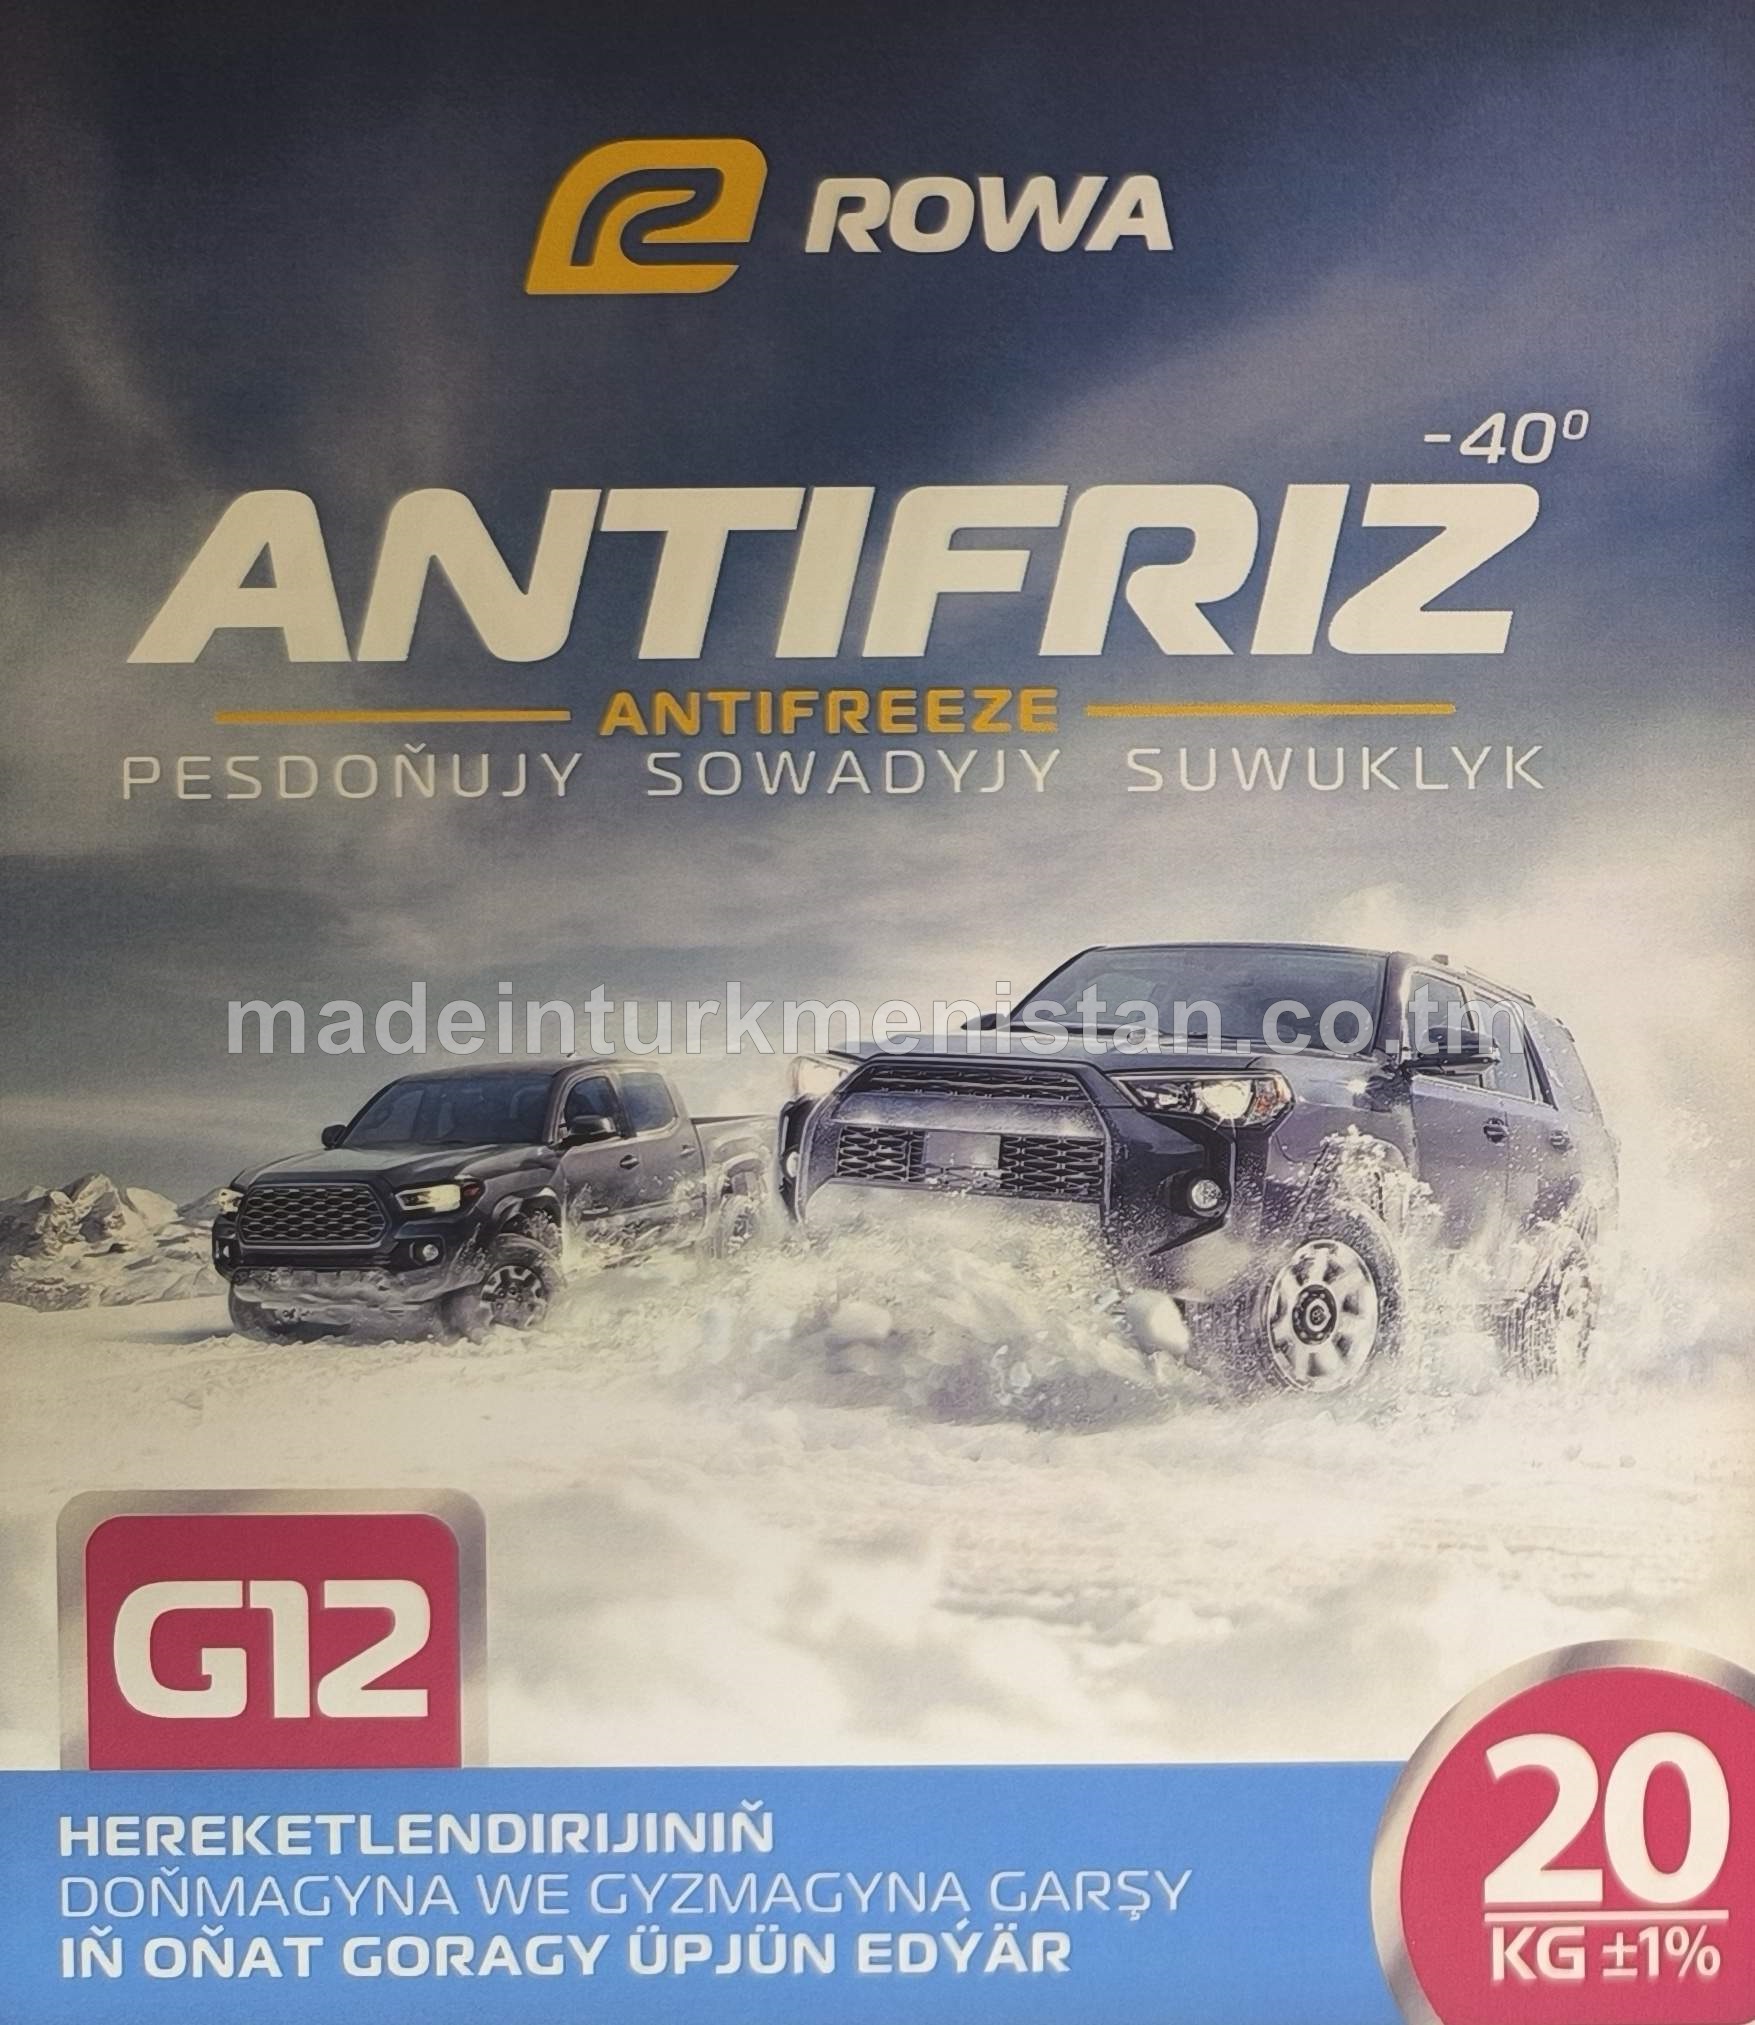 ROWA
-40⁰
ANTIFRIZ
ANTIFREEZE
PESDOŇUJY SOWADYJY SUWUKLYK
madeinturkmenistan.co.tm
G12
HEREKETLENDIRIJINIŇ
DOŇMAGYNA WE GYZMAGYNA GARŞY
IŇ OŇAT GORAGY ÜPJÜN EDÝÄR
20
KG ±1%